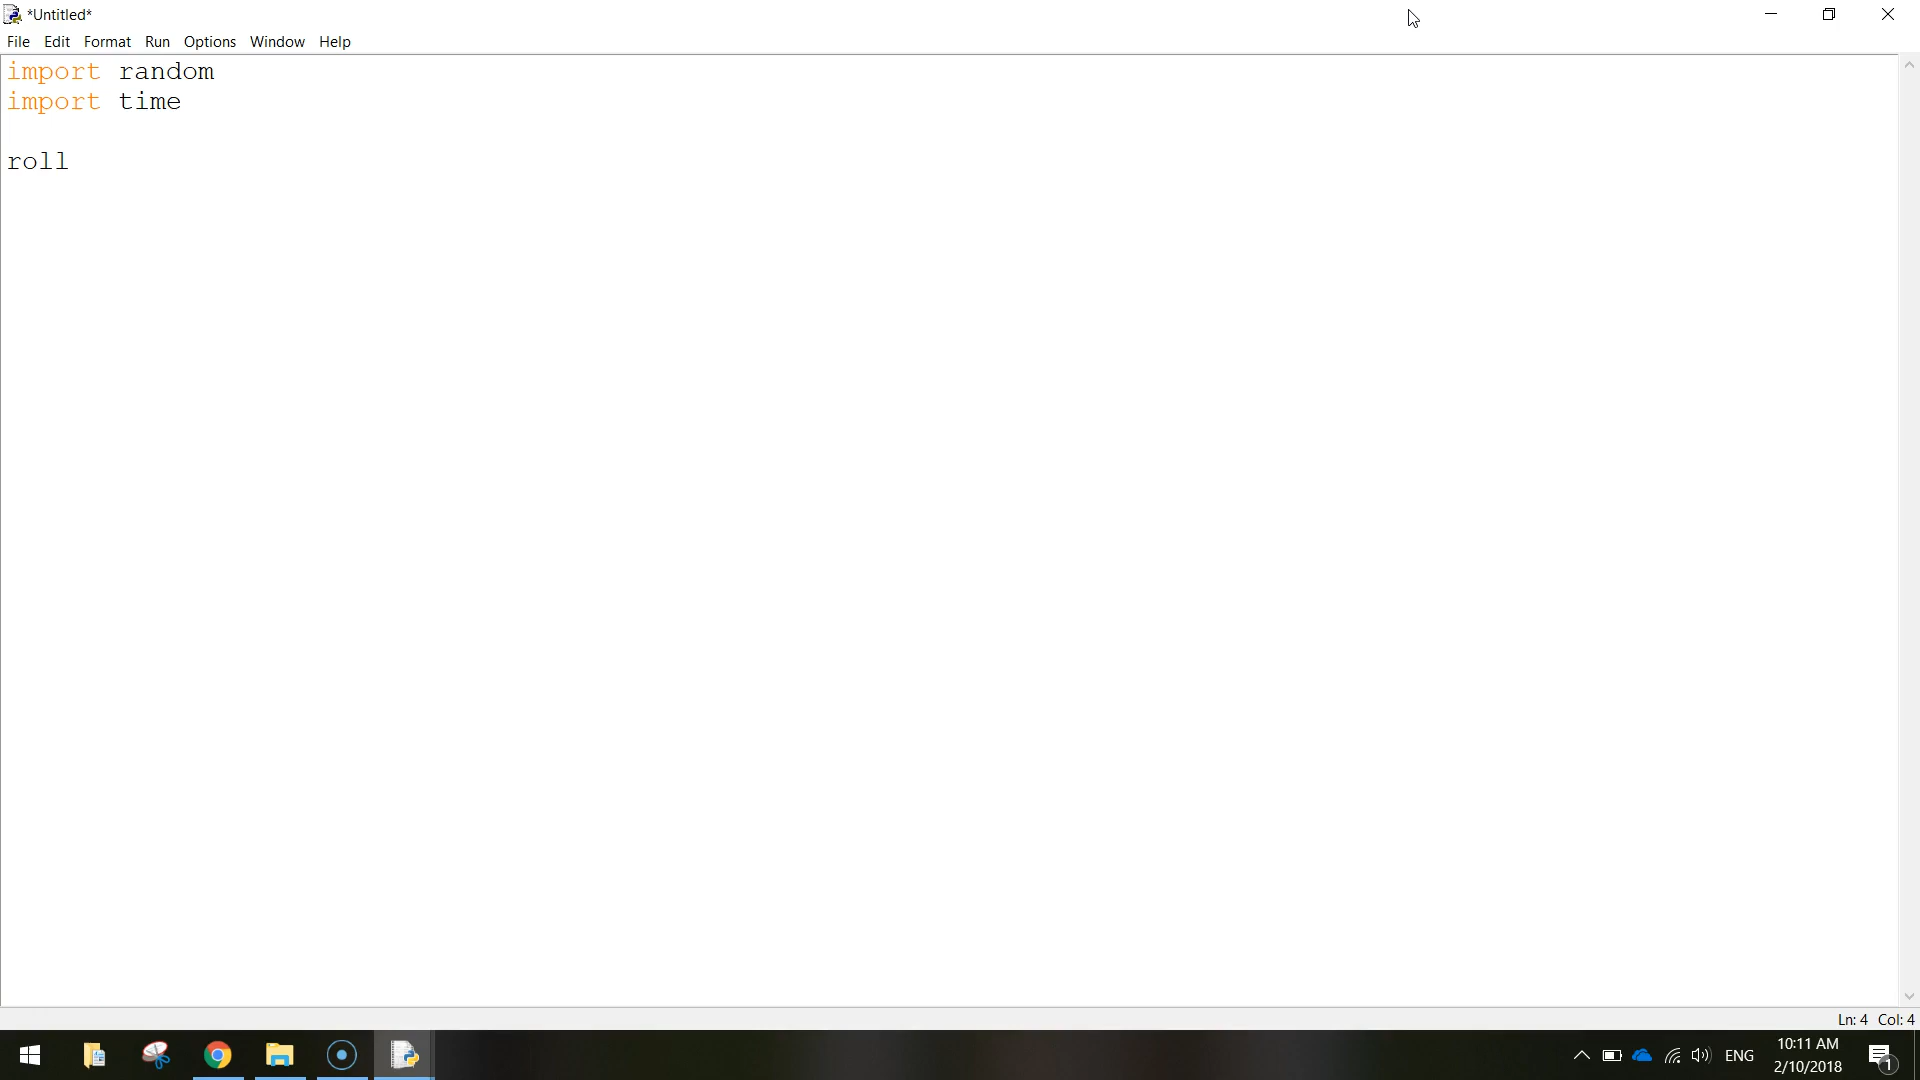 *Untitled*
File Edit Format Run Options Window Help
import random
import time
roll
Ln: 4 Col: 4
ENG
10:11 AM
2/10/2018
1